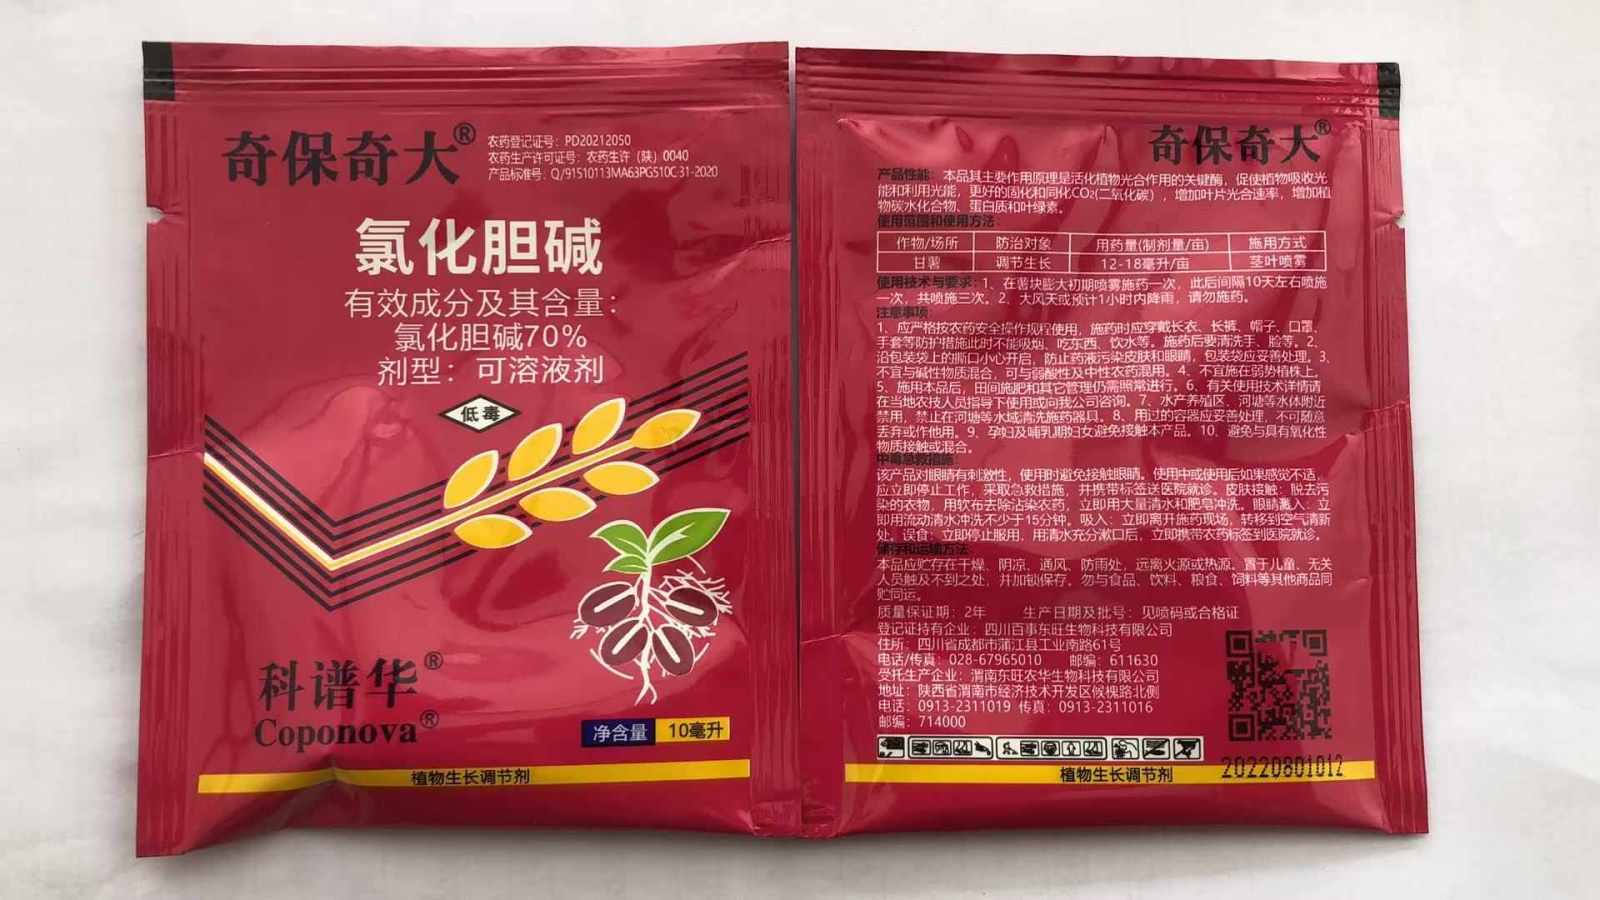 奇保奇大®
农药登记证号：PD20212050
农药生产许可证号：农药生许（陕）0040
产品标准号：Q/91510113MA63PG510C·31-2020
氯化胆碱
有效成分及其含量：
氯化胆碱70%
剂型：可溶液剂
低毒
科谱华®
Coponova®
净含量 10毫升
植物生长调节剂
奇保奇大®
产品性能：本品其主要作用原理是活化植物光合作用的关键酶，促使植物吸收光
能和利用光能，更好的固化和同化CO₂(二氧化碳），增加叶片光合速率，增加植
物碳水化合物、蛋白质和叶绿素。
使用范围和使用方法：
作物/场所 防治对象 用药量(制剂量/亩) 施用方式
甘薯 调节生长 12-18毫升/亩 茎叶喷雾
使用技术与要求：1、在薯块膨大初期喷雾施药一次，此后间隔10天左右喷施
一次，共喷施三次。2、大风天或预计1小时内降雨，请勿施药。
注意事项：
1、应严格按农药安全操作规程使用，施药时应穿戴长衣、长裤、帽子、口罩、
手套等防护措施此时不能吸烟、吃东西、饮水等。施药后要清洗手、脸等。2、
沿包装袋上的撕口小心开启，防止药液污染皮肤和眼睛，包装袋应妥善处理。3、
不宜与碱性物质混合，可与弱酸性及中性农药混用。4、不宜施在弱势植株上。
5、施用本品后，田间施肥和其它管理仍需照常进行。6、有关使用技术详情请
在当地农技人员指导下使用或向我公司咨询。7、水产养殖区、河塘等水体附近
禁用，禁止在河塘等水域清洗施药器具。8、用过的容器应妥善处理，不可随意
丢弃或作他用。9、孕妇及哺乳期妇女避免接触本产品。10、避免与具有氧化性
物质接触或混合。
中毒急救措施：
该产品对眼睛有刺激性，使用时避免接触眼睛。使用中或使用后如果感觉不适，
应立即停止工作，采取急救措施，并携带标签送医院就诊。皮肤接触：脱去污
染的衣物，用软布去除沾染农药，立即用大量清水和肥皂冲洗。眼睛溅入：立
即用流动清水冲洗不少于15分钟。吸入：立即离开施药现场，转移到空气清新
处。误食：立即停止服用，用清水充分漱口后，立即携带农药标签到医院就诊。
储存和运输方法：
本品应贮存在干燥、阴凉、通风、防雨处，远离火源或热源。置于儿童、无关
人员触及不到之处，并加锁保存。勿与食品、饮料、粮食、饲料等其他商品同
贮同运。
质量保证期：2年 生产日期及批号：见喷码或合格证
登记证持有企业：四川百事东旺生物科技有限公司
住所：四川省成都市蒲江县工业南路61号
电话/传真：028-67965010 邮编：611630
受托生产企业：渭南东旺农华生物科技有限公司
地址：陕西省渭南市经济技术开发区候槐路北侧
电话：0913-2311019 传真：0913-2311016
邮编：714000
植物生长调节剂
20220801012